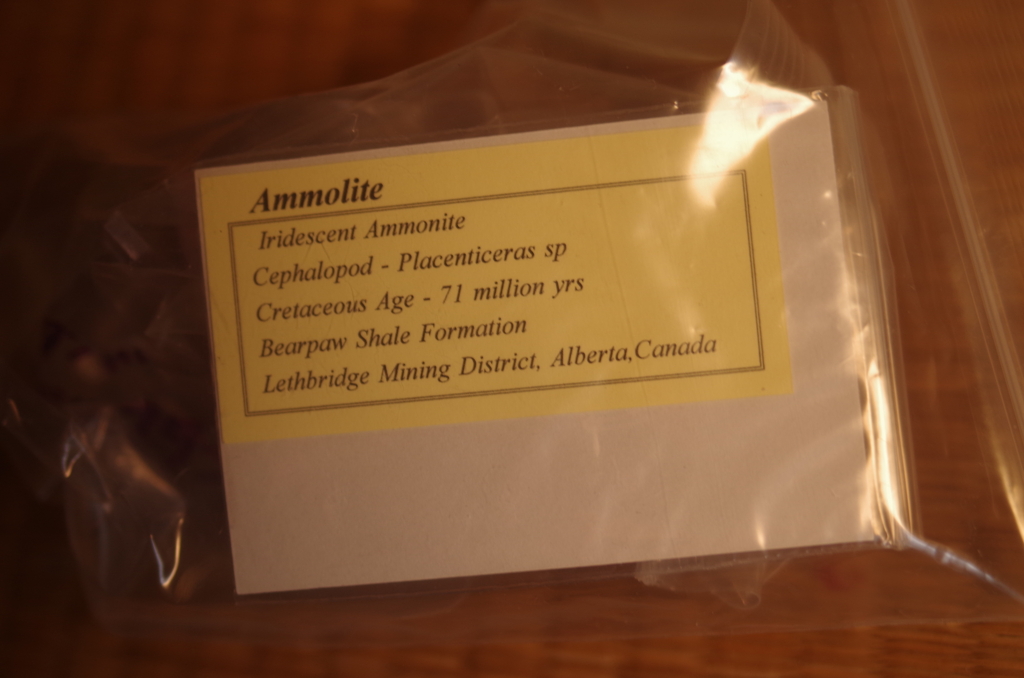 Ammolite
Iridescent Ammonite
Cephalopod - Placenticeras sp
Cretaceous Age - 71 million yrs
Bearpaw Shale Formation
Lethbridge Mining District, Alberta,Canada